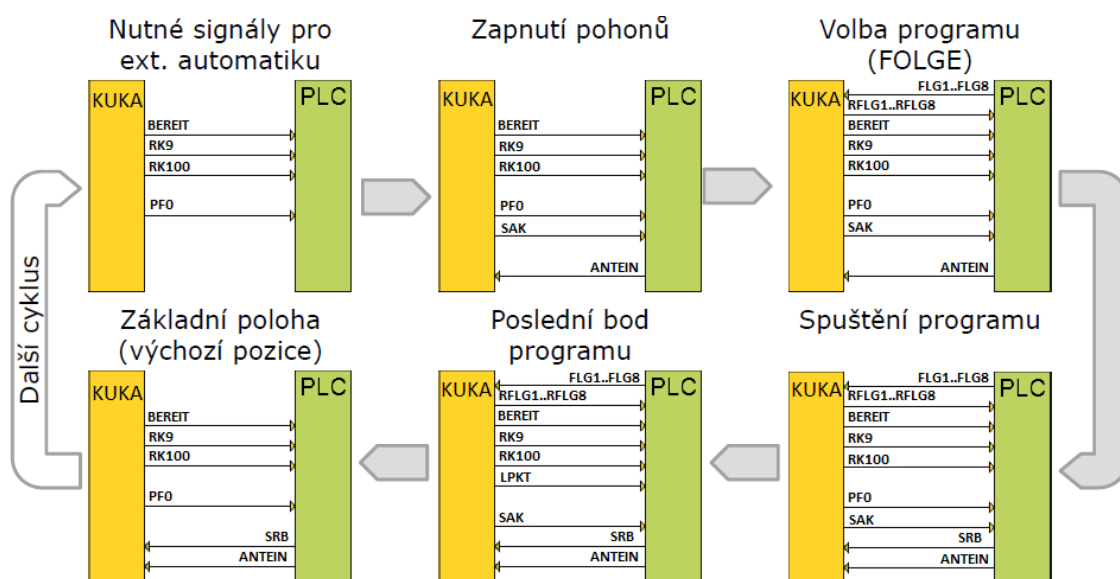 Nutné signály pro
ext. automatiku
KUKA
PLC
BEREIT
RK9
RK100
PF0
Zapnutí pohonů
KUKA
PLC
BEREIT
RK9
RK100
PF0
SAK
ANTEIN
Volba programu
(FOLGE)
FLG1..FLG8
KUKA
PLC
RFLG1..RFLG8
BEREIT
RK9
RK100
PF0
SAK
ANTEIN
Spuštění programu
FLG1..FLG8
KUKA
PLC
RFLG1..RFLG8
BEREIT
RK9
RK100
PF0
SAK
SRB
ANTEIN
Poslední bod
programu
FLG1..FLG8
KUKA
PLC
RFLG1..RFLG8
BEREIT
RK9
RK100
LPKT
SAK
SRB
ANTEIN
Základní poloha
(výchozí pozice)
KUKA
PLC
BEREIT
RK9
RK100
PF0
SRB
ANTEIN
Další cyklus